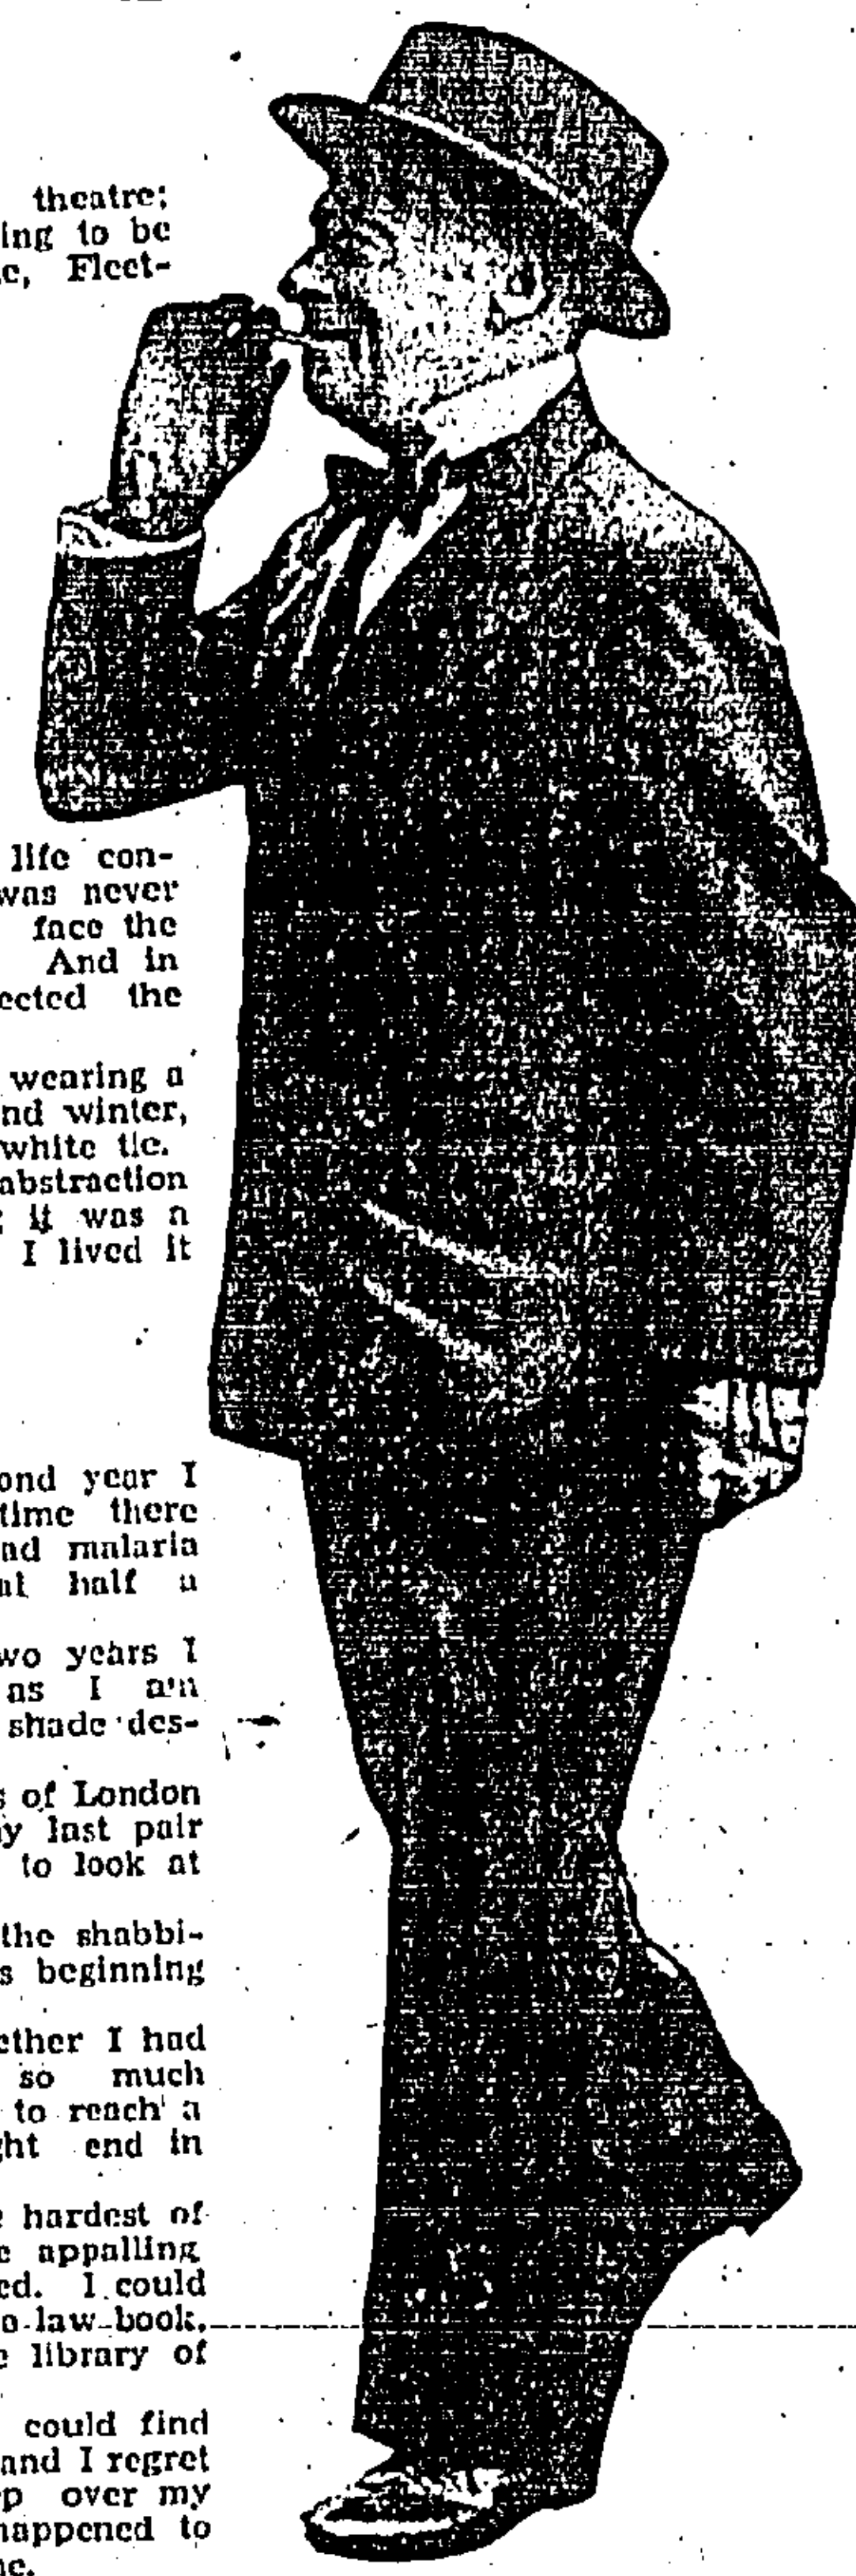 theatre;
ing to be
c, Fleet-
life con-
was never
face the
And in
ected the
wearing a
nd winter,
white tie.
abstraction
it was a
I lived it
ond year I
time there
nd malaria
half a
wo years I
as I am
shade des-
s of London
y last pair
to look at
the shabbi-
s beginning
ether I had
so much
to reach a
ght end in
e hardest of
e appalling
ed. I could
o law book,
e library of
could find
and I regret
p over my
happened to
me.